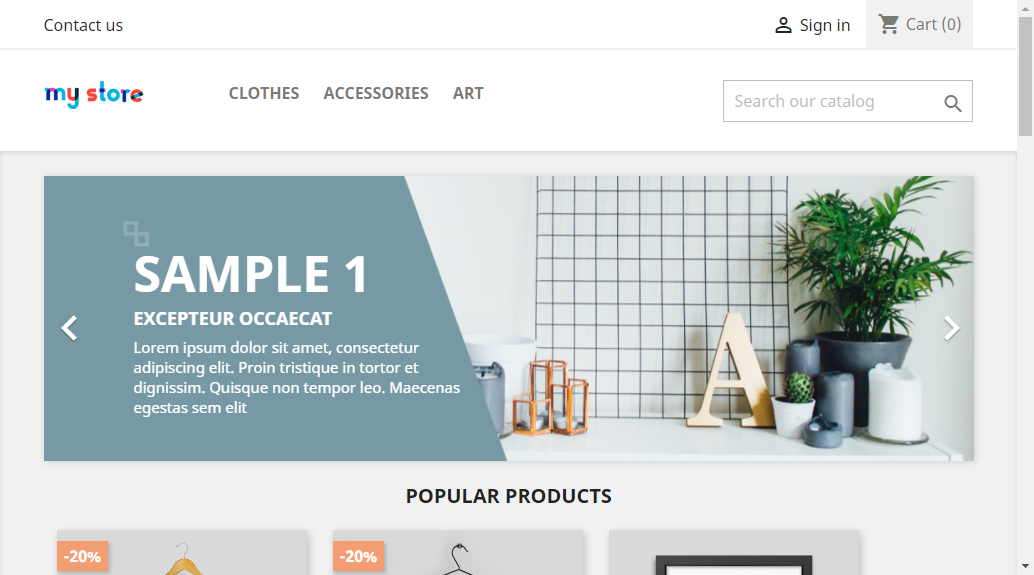 Contact us
Sign in
Cart (0)
my store
CLOTHES
ACCESSORIES
ART
Search our catalog
SAMPLE 1
EXCEPTEUR OCCAECAT
Lorem ipsum dolor sit amet, consectetur
adipiscing elit. Proin tristique in tortor et
dignissim. Quisque non tempor leo. Maecenas
egestas sem elit
A
POPULAR PRODUCTS
-20%
-20%